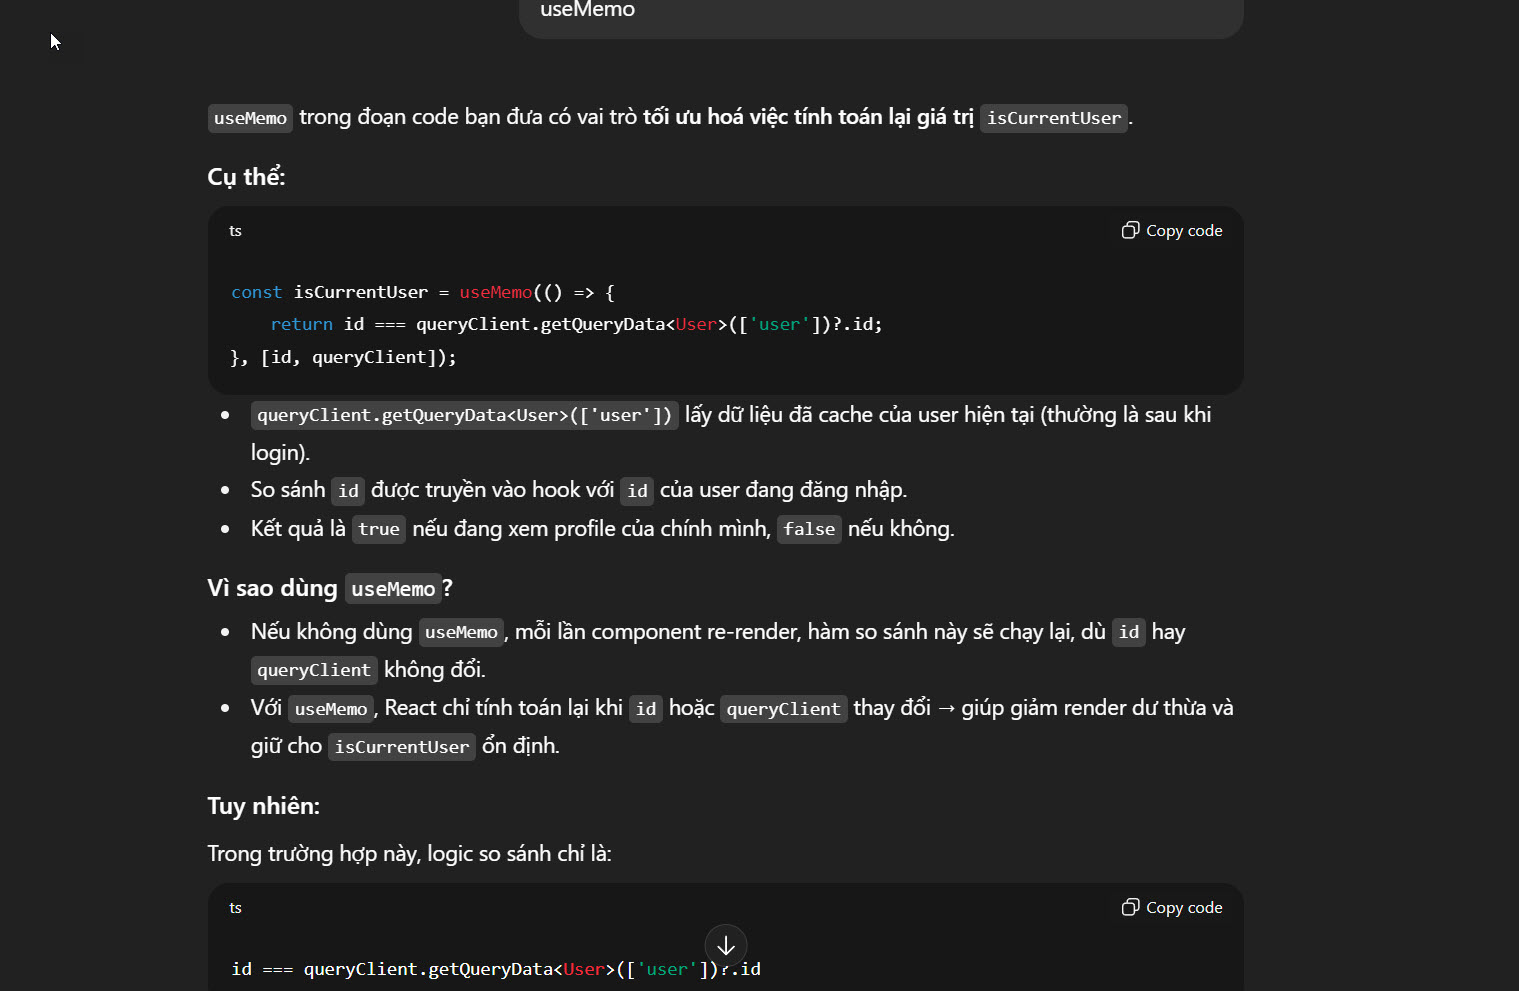 useMemo
useMemo trong đoạn code bạn đưa có vai trò tối ưu hoá việc tính toán lại giá trị isCurrentUser.
Cụ thể:
ts
Copy code
const isCurrentUser = useMemo(() => {
    return id === queryClient.getQueryData<User>(['user'])?.id;
}, [id, queryClient]);
• queryClient.getQueryData<User>(['user']) lấy dữ liệu đã cache của user hiện tại (thường là sau khi
login).
• So sánh id được truyền vào hook với id của user đang đăng nhập.
• Kết quả là true nếu đang xem profile của chính mình, false nếu không.
Vì sao dùng useMemo?
• Nếu không dùng useMemo, mỗi lần component re-render, hàm so sánh này sẽ chạy lại, dù id hay
queryClient không đổi.
• Với useMemo, React chỉ tính toán lại khi id hoặc queryClient thay đổi → giúp giảm render dư thừa và
giữ cho isCurrentUser ổn định.
Tuy nhiên:
Trong trường hợp này, logic so sánh chỉ là:
ts
Copy code
id === queryClient.getQueryData<User>(['user'])?.id